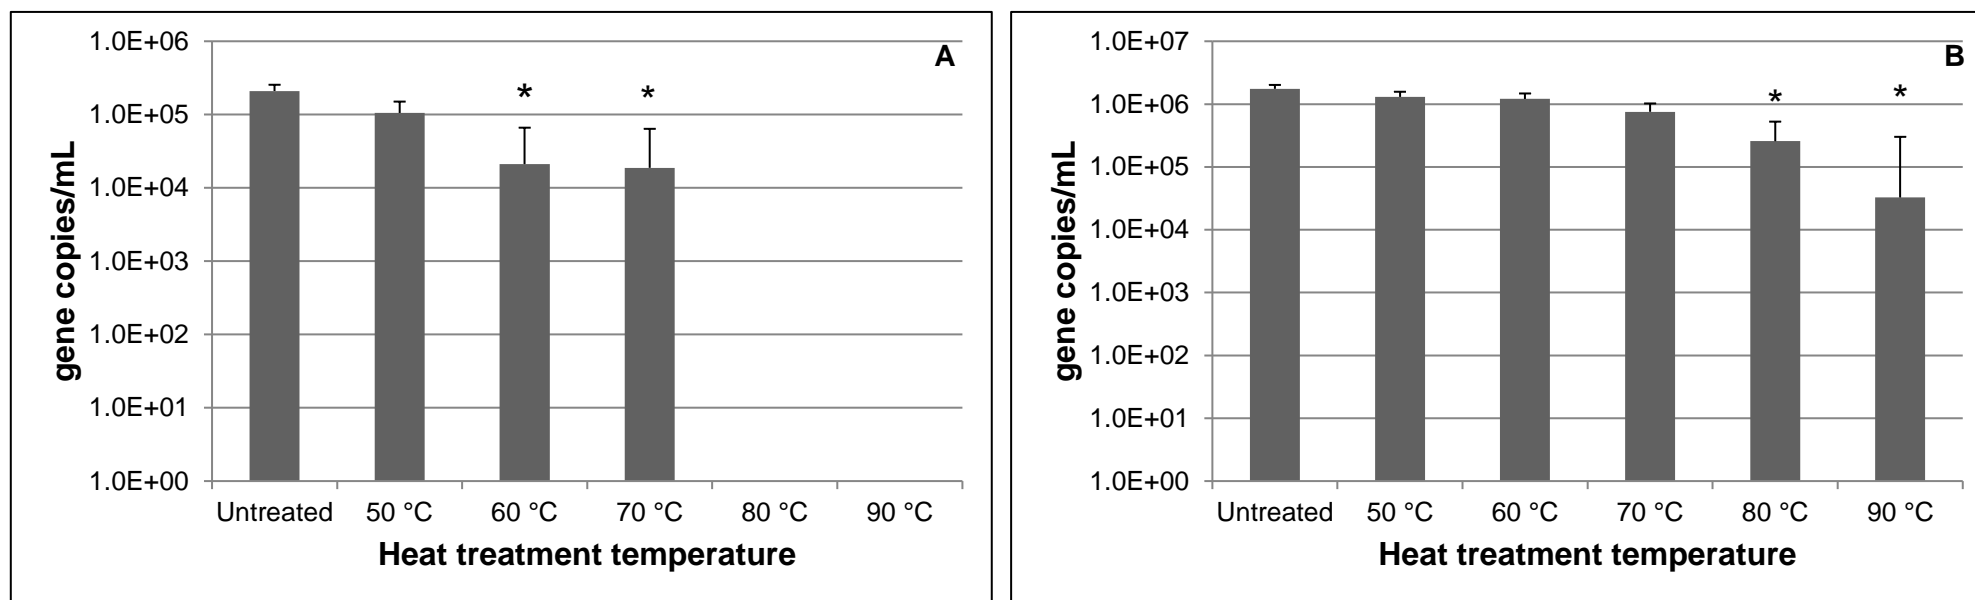 A
1.0E+06
1.0E+05
1.0E+04
1.0E+03
1.0E+02
1.0E+01
1.0E+00
gene copies/mL
* *
Untreated 50 °C 60 °C 70 °C 80 °C 90 °C
Heat treatment temperature
B
1.0E+07
1.0E+06
1.0E+05
1.0E+04
1.0E+03
1.0E+02
1.0E+01
1.0E+00
gene copies/mL
* *
Untreated 50 °C 60 °C 70 °C 80 °C 90 °C
Heat treatment temperature